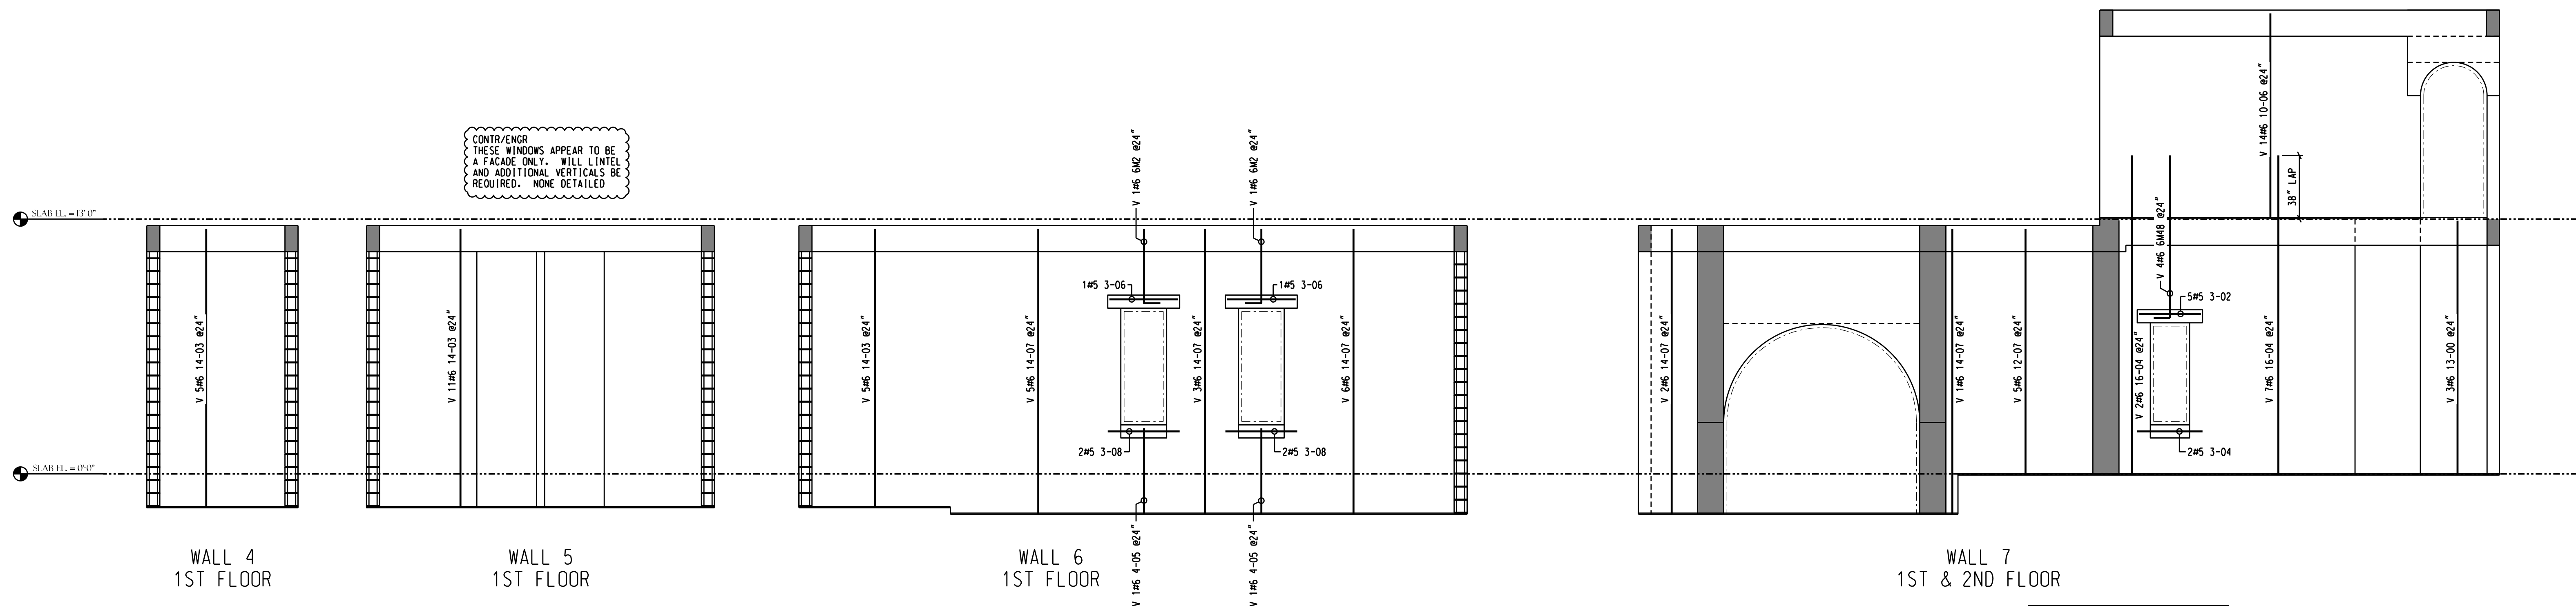 CONTR/ENGR
THESE WINDOWS APPEAR TO BE
A FACADE ONLY.  WILL LINTEL
AND ADDITIONAL VERTICALS BE
REQUIRED.  NONE DETAILED
SLAB EL. = 13'-0"
SLAB EL. = 0'-0"
V 5#6 14-03 @24"
WALL 4
1ST FLOOR
V 11#6 14-03 @24"
WALL 5
1ST FLOOR
V 1#6 6M2 @24"
V 1#6 6M2 @24"
1#5 3-06
1#5 3-06
V 5#6 14-03 @24"
V 5#6 14-07 @24"
V 3#6 14-07 @24"
V 6#6 14-07 @24"
2#5 3-08
2#5 3-08
V 1#6 4-05 @24"
V 1#6 4-05 @24"
WALL 6
1ST FLOOR
V 14#6 10-06 @24"
38" LAP
V 4#6 6M48 @24"
5#5 3-02
V 2#6 14-07 @24"
V 1#6 14-07 @24"
V 5#6 12-07 @24"
V 2#6 16-04 @24"
V 7#6 16-04 @24"
V 3#6 13-00 @24"
2#5 3-04
WALL 7
1ST & 2ND FLOOR